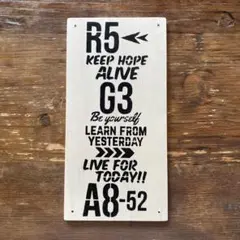 R5
KEEP HOPE
ALIVE
G3
Be yourself
LEARN FROM
YESTERDAY
LIVE FOR
TODAY!!
A8-52